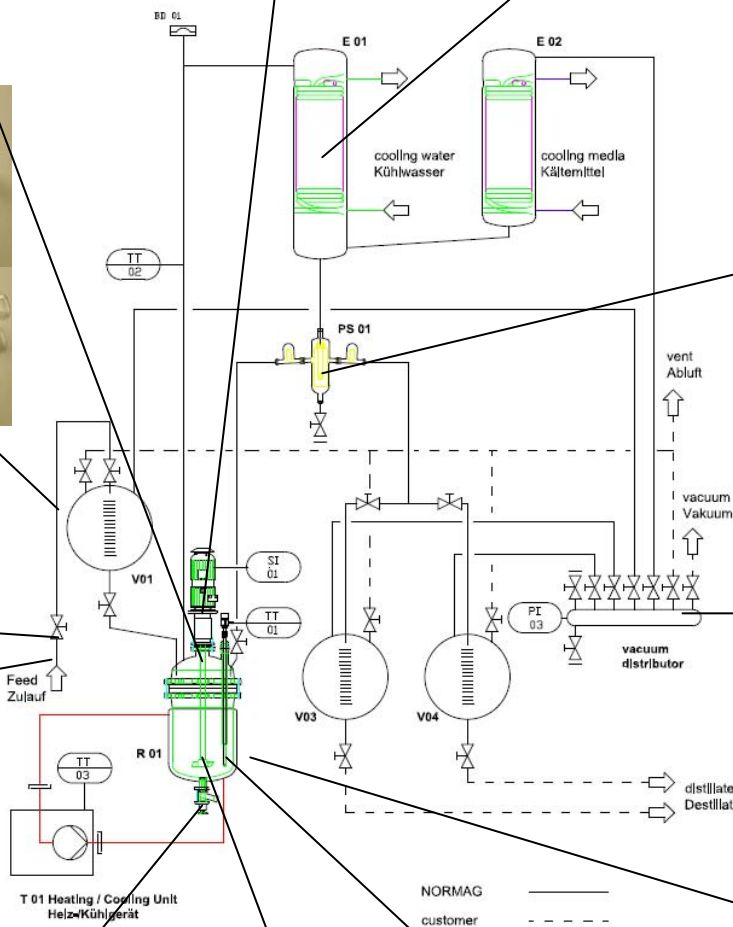 BD 01
E 01
E 02
cooling water
Kühlwasser
cooling media
Kältemittel
TT
02
PS 01
vent
Abluft
vacuum
Vakuum
V01
SI
01
TT
01
PI
03
vacuum
distributor
Feed
Zulauf
V03
V04
R 01
TT
03
distillate
Destillat
T 01 Heating / Cooling Unit
Heiz-/Kühlgerät
NORMAG
customer